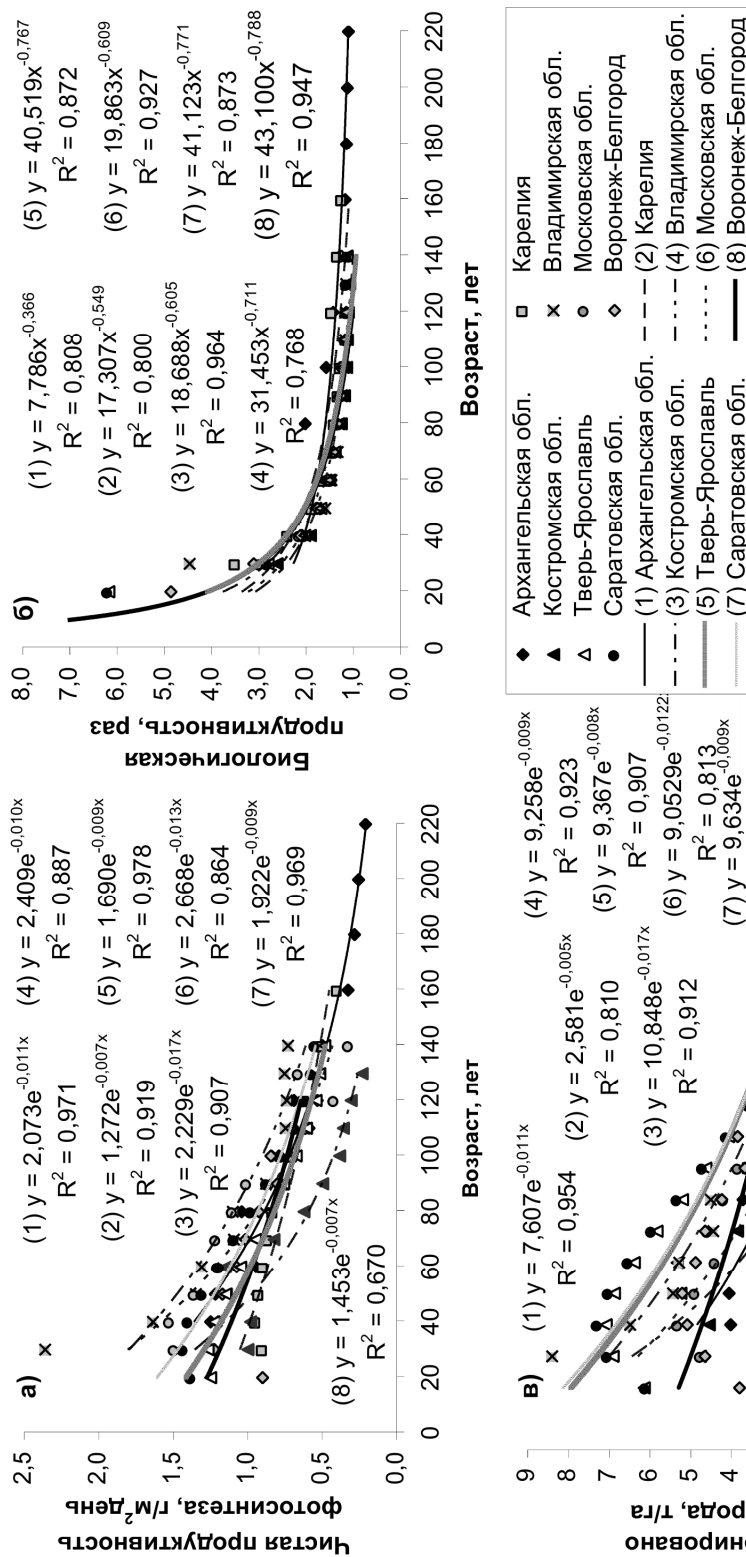 а)
2,5
2,0
1,5
1,0
0,5
0,0
Чистая продуктивность
фотосинтеза, г/м²день
0 20 40 60 80 100 120 140 160 180 200 220
Возраст, лет
(1) y = 2,073e^-0,011x
R² = 0,971
(2) y = 1,272e^-0,007x
R² = 0,919
(3) y = 2,229e^-0,017x
R² = 0,907
(4) y = 2,409e^-0,010x
R² = 0,887
(5) y = 1,690e^-0,009x
R² = 0,978
(6) y = 2,668e^-0,013x
R² = 0,864
(7) y = 1,922e^-0,009x
R² = 0,969
(8) y = 1,453e^-0,007x
R² = 0,670
б)
8,0
7,0
6,0
5,0
4,0
3,0
2,0
1,0
0,0
Биологическая
продуктивность, раз
0 20 40 60 80 100 120 140 160 180 200 220
Возраст, лет
(1) y = 7,786x^-0,366
R² = 0,808
(2) y = 17,307x^-0,549
R² = 0,800
(3) y = 18,688x^-0,605
R² = 0,964
(4) y = 31,453x^-0,711
R² = 0,768
(5) y = 40,519x^-0,767
R² = 0,872
(6) y = 19,863x^-0,609
R² = 0,927
(7) y = 41,123x^-0,771
R² = 0,873
(8) y = 43,100x^-0,788
R² = 0,947
в)
9
8
7
6
5
4
рода, т/га
(1) y = 7,607e^-0,011x
R² = 0,954
(2) y = 2,581e^-0,005x
R² = 0,810
(3) y = 10,848e^-0,017x
R² = 0,912
(4) y = 9,258e^-0,009x
R² = 0,923
(5) y = 9,367e^-0,008x
R² = 0,907
(6) y = 9,0529e^-0,0122
R² = 0,813
(7) y = 9,634e^-0,009x
Архангельская обл. Карелия
Костромская обл. Владимирская обл.
Тверь-Ярославль Московская обл.
Саратовская обл. Воронеж-Белгород
(1) Архангельская обл. (2) Карелия
(3) Костромская обл. (4) Владимирская обл.
(5) Тверь-Ярославль (6) Московская обл.
(7) Саратовская обл. (8) Воронеж-Белгород